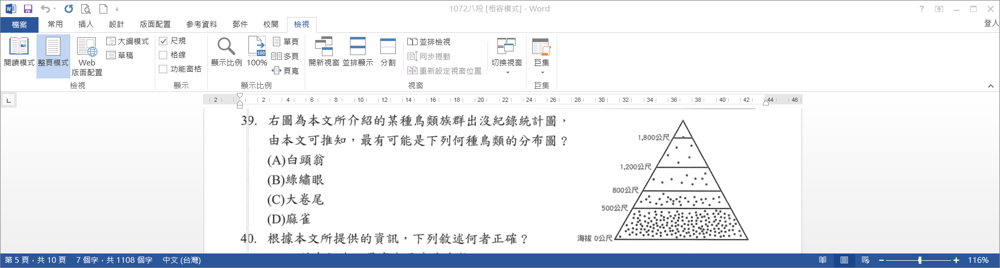 1072八段 [相容模式] - Word
檔案 常用 插入 設計 版面配置 參考資料 郵件 校閱 檢視 登入
閱讀模式 整頁模式 Web 版面配置 大綱模式 草稿
檢視
尺規
格線
功能窗格
顯示
顯示比例 100 100% 單頁 多頁 頁寬
顯示比例
開新視窗 並排顯示 分割 並排檢視 同步捲動 重新設定視窗位置 切換視窗
視窗
巨集
巨集
2 2 4 6 8 10 12 14 16 18 20 22 24 26 28 30 32 34 36 38 40 42 44 46
39. 右圖為本文所介紹的某種鳥類族群出沒紀錄統計圖，
由本文可推知，最有可能是下列何種鳥類的分布圖？
(A)白頭翁
(B)綠繡眼
(C)大卷尾
(D)麻雀
1,800公尺
1,200公尺
800公尺
500公尺
海拔 0公尺
40. 根據本文所提供的資訊，下列敘述何者正確？
第 5 頁，共 10 頁 7 個字，共 1108 個字 中文 (台灣) 116%